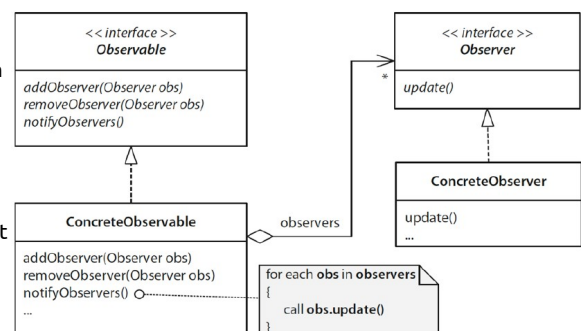 << interface >>
Observable
addObserver(Observer obs)
removeObserver(Observer obs)
notifyObservers()
<< interface >>
Observer
update()
*
ConcreteObserver
update()
...
ConcreteObservable
addObserver(Observer obs)
removeObserver(Observer obs)
notifyObservers()
...
observers
for each obs in observers
{
call obs.update()
}